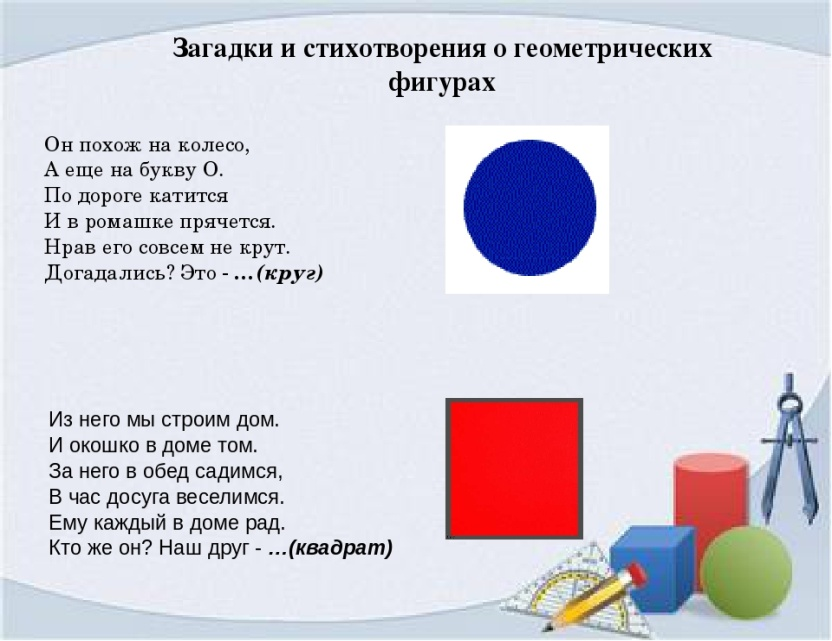 Загадки и стихотворения о геометрических
фигурах
Он похож на колесо,
А еще на букву О.
По дороге катится
И в ромашке прячется.
Нрав его совсем не крут.
Догадались? Это - …(круг)
Из него мы строим дом.
И окошко в доме том.
За него в обед садимся,
В час досуга веселимся.
Ему каждый в доме рад.
Кто же он? Наш друг - …(квадрат)